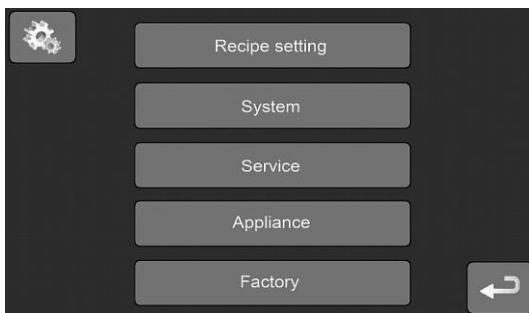 Recipe setting
System
Service
Appliance
Factory